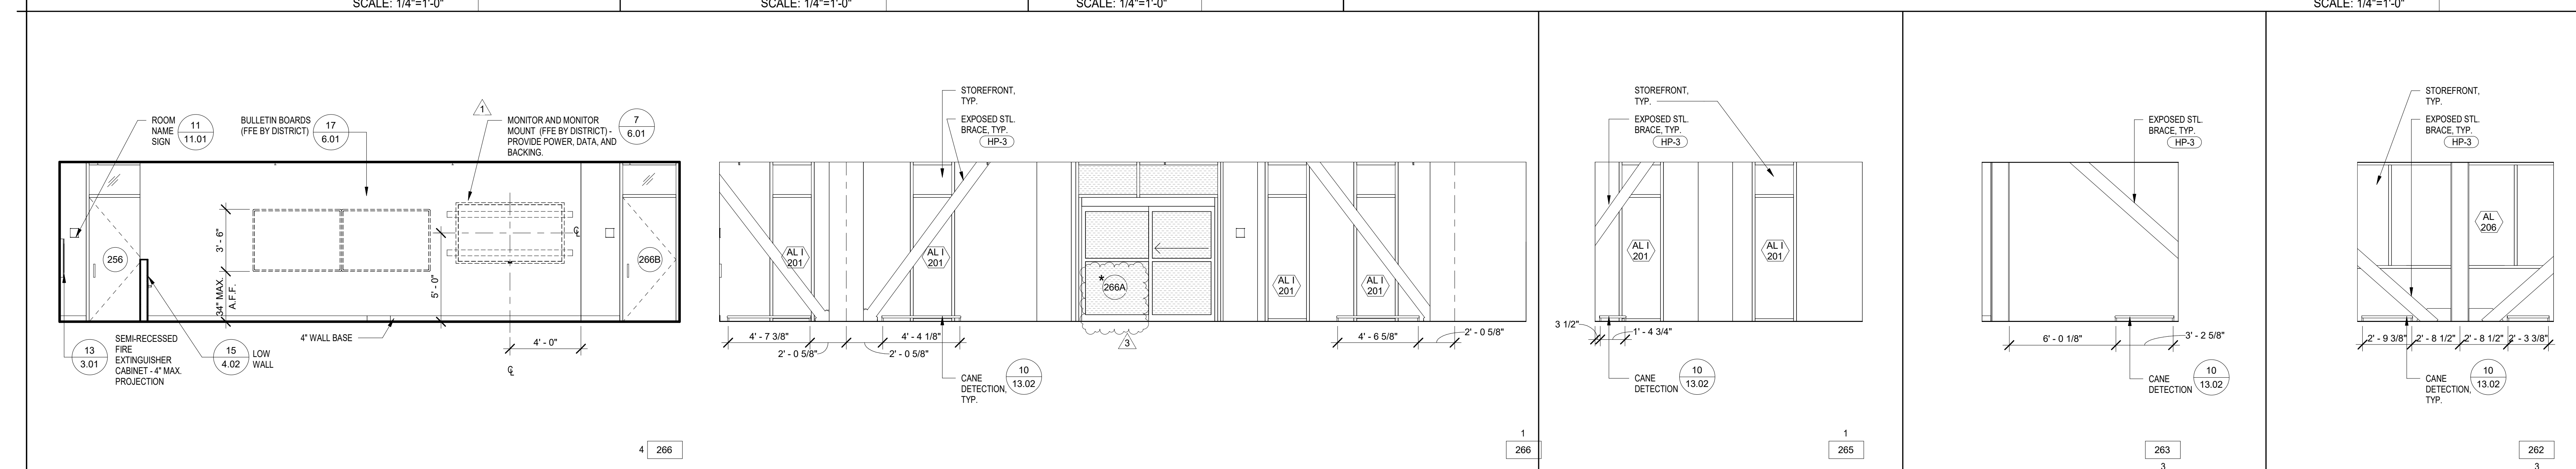 SCALE: 1/4"=1'-0"
SCALE: 1/4"=1'-0"
SCALE: 1/4"=1'-0"
SCALE: 1/4"=1'-0"
ROOM
NAME
SIGN
11
11.01
BULLETIN BOARDS
(FFE BY DISTRICT)
17
6.01
1
MONITOR AND MONITOR
MOUNT (FFE BY DISTRICT) -
PROVIDE POWER, DATA, AND
BACKING.
7
6.01
256
3' - 6"
34" MAX.
A.F.F.
5' - 0"
℄
266B
13
3.01
SEMI-RECESSED
FIRE
EXTINGUISHER
CABINET - 4" MAX.
PROJECTION
15
4.02
LOW
WALL
4" WALL BASE
4' - 0"
℄
4
266
STOREFRONT,
TYP.
EXPOSED STL.
BRACE, TYP.
HP-3
AL I
201
AL I
201
*
266A
3
AL I
201
AL I
201
4' - 7 3/8"
2' - 0 5/8"
2' - 0 5/8"
4' - 4 1/8"
4' - 6 5/8"
2' - 0 5/8"
CANE
DETECTION,
TYP.
10
13.02
1
266
STOREFRONT,
TYP.
EXPOSED STL.
BRACE, TYP.
HP-3
AL I
201
AL I
201
3 1/2"
1' - 4 3/4"
CANE
DETECTION
10
13.02
1
265
EXPOSED STL.
BRACE, TYP.
HP-3
6' - 0 1/8"
3' - 2 5/8"
CANE
DETECTION
10
13.02
263
3
STOREFRONT,
TYP.
EXPOSED STL.
BRACE, TYP.
HP-3
AL
206
2' - 9 3/8"
2' - 8 1/2"
2' - 8 1/2"
2' - 3 3/8"
CANE
DETECTION,
TYP.
10
13.02
262
3